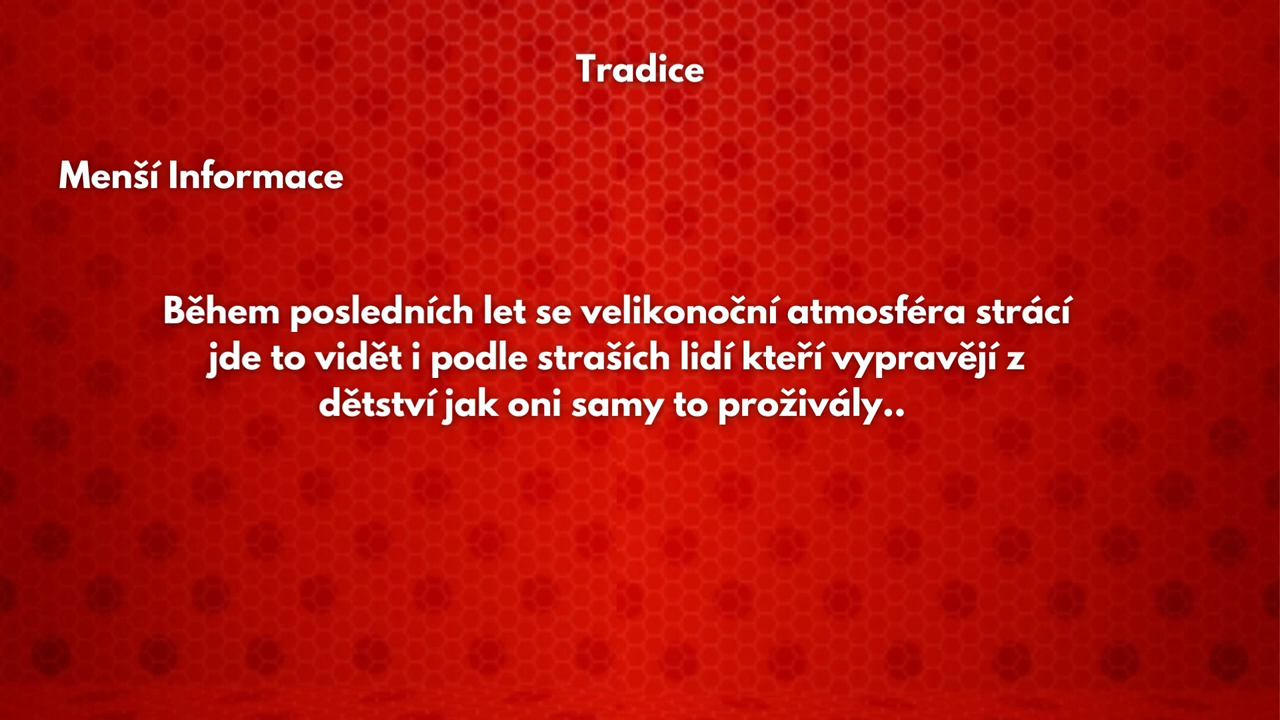 Tradice
Menší Informace
Během posledních let se velikonoční atmosféra strácí
jde to vidět i podle straších lidí kteří vypravějí z
dětství jak oni samy to proživály..